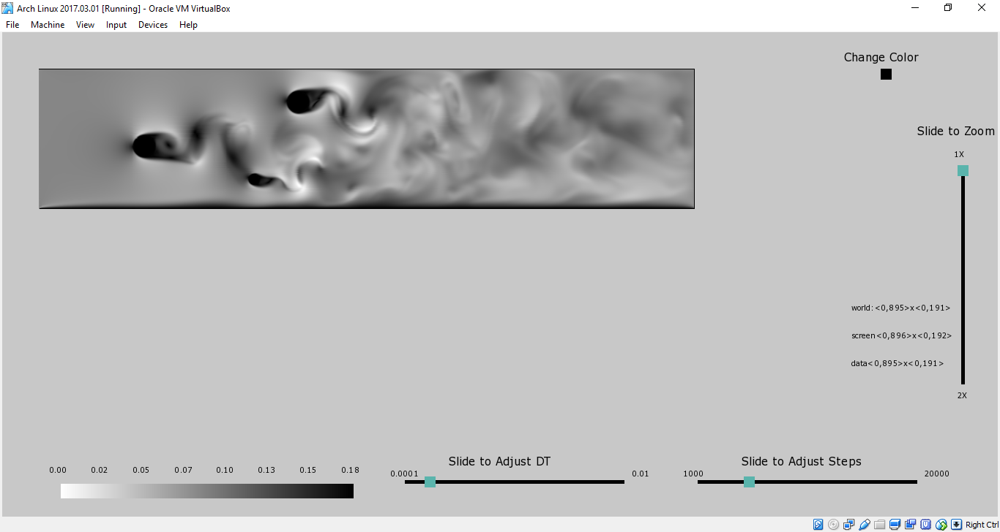 Arch Linux 2017.03.01 [Running] - Oracle VM VirtualBox
File Machine View Input Devices Help
Change Color
Slide to Zoom
1X
world:<0,895>x<0,191>
screen<0,896>x<0,192>
data<0,895>x<0,191>
2X
0.00 0.02 0.05 0.07 0.10 0.13 0.15 0.18
Slide to Adjust DT
0.0001 0.01
Slide to Adjust Steps
1000 20000
Right Ctrl